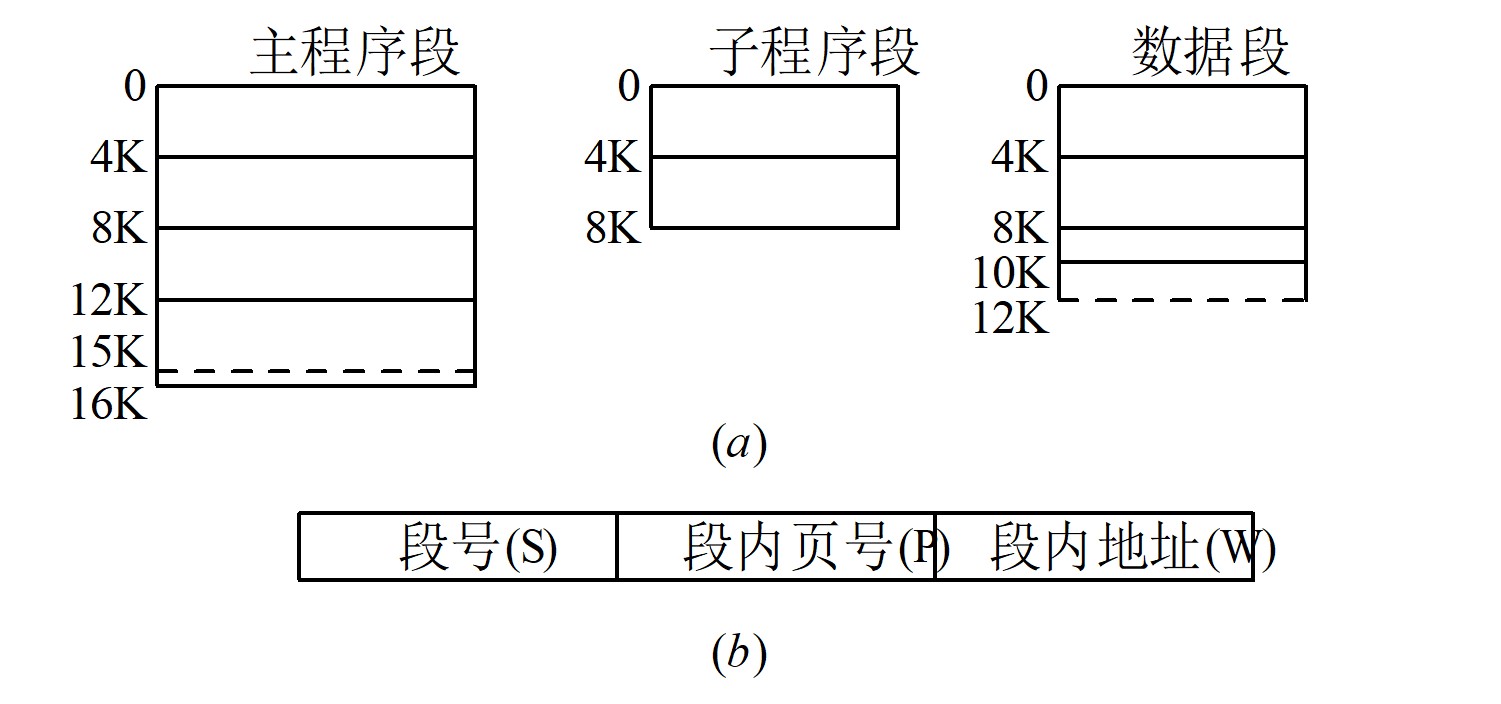 主程序段 子程序段 数据段
0 0 0
4K 4K 4K
8K 8K 8K
10K
12K 12K
15K
16K
(a)
段号(S) 段内页号(P) 段内地址(W)
(b)